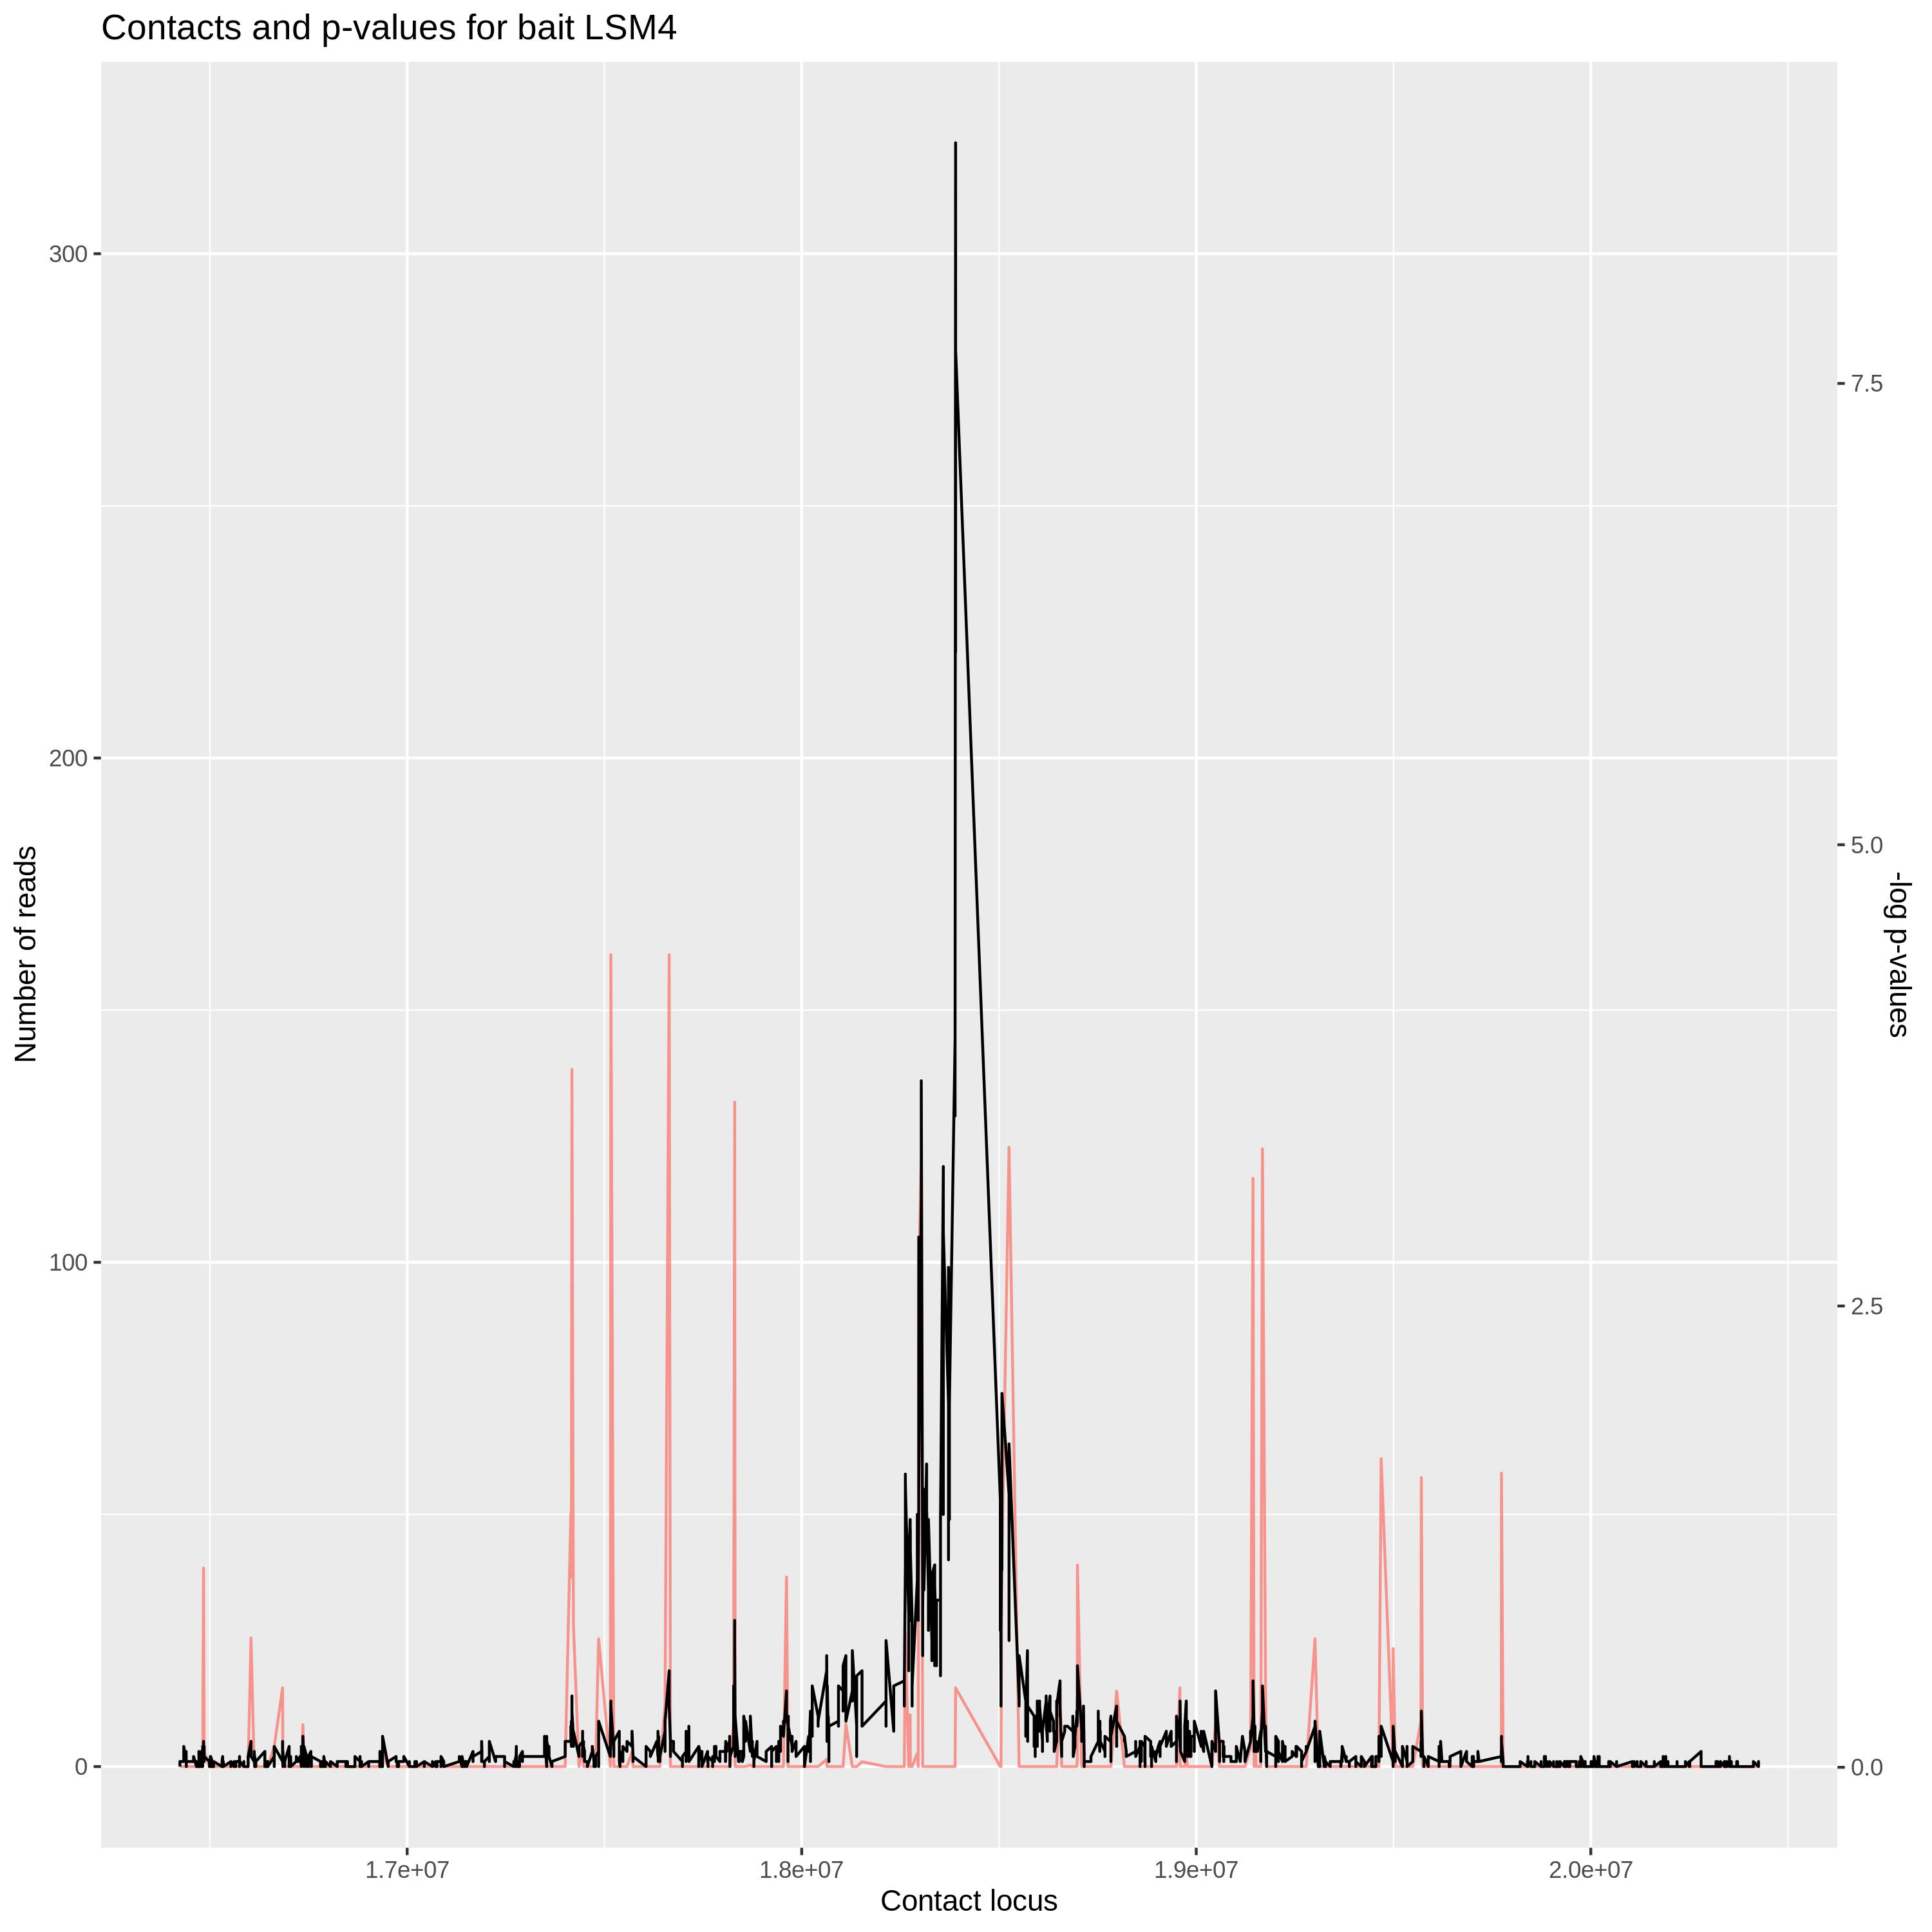 Contacts and p-values for bait LSM4
300
200
100
0
Number of reads
7.5
5.0
2.5
0.0
-log p-values
1.7e+07
1.8e+07
1.9e+07
2.0e+07
Contact locus